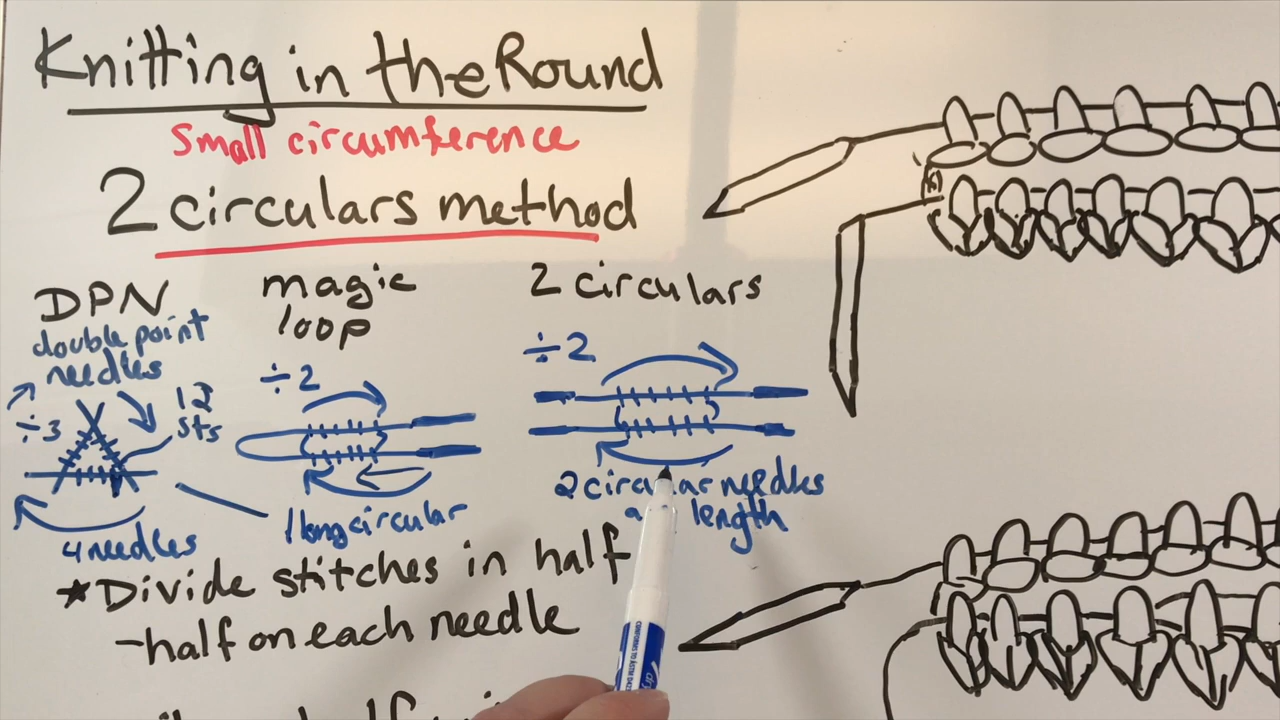 Knitting in the Round
Small circumference
2 circulars method
DPN
double point
needles
÷3
12
sts
4 needles
magic
loop
÷2
1 long circular
2 circulars
÷2
2 circular needles
length
★Divide stitches in half
-half on each needle
K1